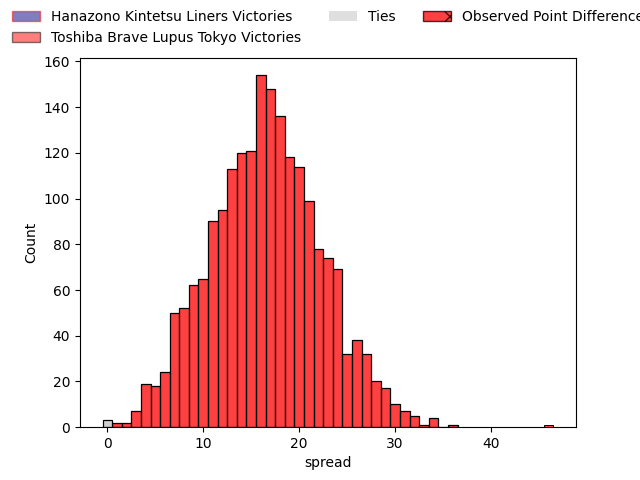 Hanazono Kintetsu Liners Victories
Ties
Observed Point Difference
Toshiba Brave Lupus Tokyo Victories
160
140
120
100
80
60
40
20
0
Count
0 10 20 30 40
spread